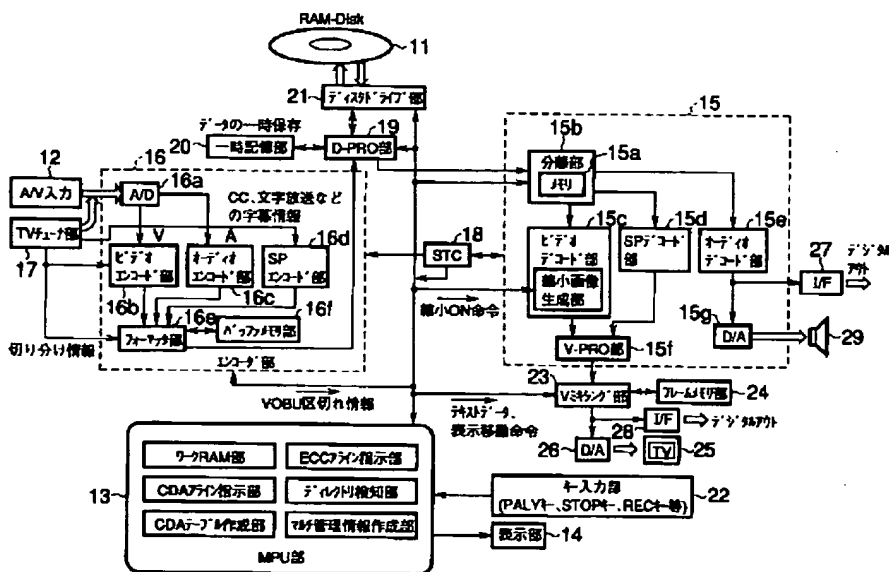 RAM-Disk
11
21
ディスクドライブ部
データの一時保存
19
15
20
一時記憶部
D-PRO部
15b
分離部
15a
メモリ
12
16
A/V入力
A/D
16a
CC、文字放送など
の字幕情報
TVチューナ部
V
A
17
ビデオ
エンコード部
16b
オーディオ
エンコード部
16c
SP
エンコード部
16d
18
STC
15c
ビデオ
デコード部
縮小画像
生成部
15d
SPデコード部
15e
オーディオ
デコード部
27
I/F
デジタル
アウト
縮小ON命令
16e
フォーマッタ部
16f
バッファメモリ部
切り分け情報
エンコーダ部
15g
D/A
29
V-PRO部
15f
23
VOBU区切れ情報
Vミキシング部
フレームメモリ部
24
テキストデータ、
表示移動命令
I/F
28
デジタルアウト
26
D/A
TV
25
13
ワークRAM部
ECCアライン指示部
CDAアライン指示部
ディレクトリ検知部
CDAテーブル作成部
マルチ管理情報作成部
MPU部
キー入力部
(PALYキー、STOPキー、RECキー等)
22
表示部
14